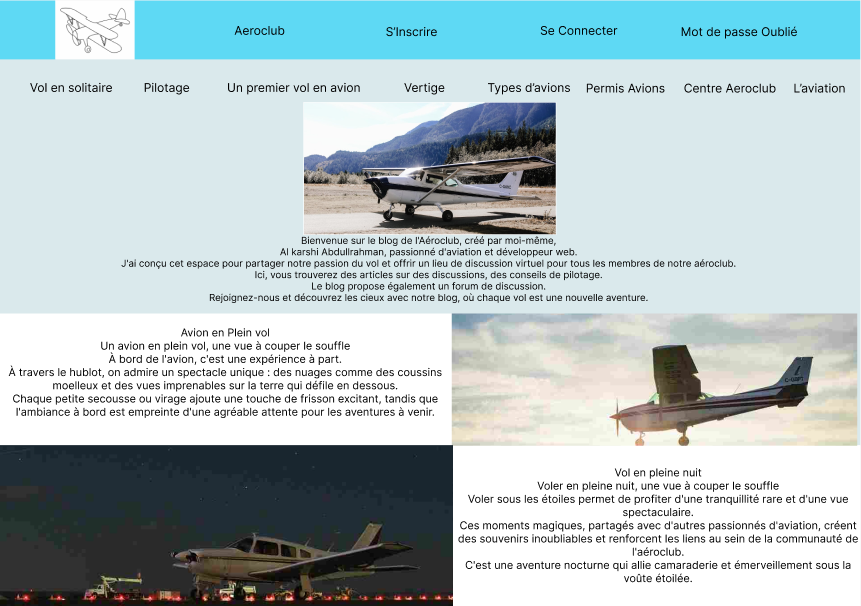 Aeroclub S'Inscrire Se Connecter Mot de passe Oublié
Vol en solitaire Pilotage Un premier vol en avion Vertige Types d'avions Permis Avions Centre Aeroclub L'aviation
Bienvenue sur le blog de l'Aéroclub, créé par moi-même,
Al karshi Abdullrahman, passionné d'aviation et développeur web.
J'ai conçu cet espace pour partager notre passion du vol et offrir un lieu de discussion virtuel pour tous les membres de notre aéroclub.
Ici, vous trouverez des articles sur des discussions, des conseils de pilotage.
Le blog propose également un forum de discussion.
Rejoignez-nous et découvrez les cieux avec notre blog, où chaque vol est une nouvelle aventure.
Avion en Plein vol
Un avion en plein vol, une vue à couper le souffle
À bord de l'avion, c'est une expérience à part.
À travers le hublot, on admire un spectacle unique : des nuages comme des coussins
moelleux et des vues imprenables sur la terre qui défile en dessous.
Chaque petite secousse ou virage ajoute une touche de frisson excitant, tandis que
l'ambiance à bord est empreinte d'une agréable attente pour les aventures à venir.
Vol en pleine nuit
Voler en pleine nuit, une vue à couper le souffle
Voler sous les étoiles permet de profiter d'une tranquillité rare et d'une vue
spectaculaire.
Ces moments magiques, partagés avec d'autres passionnés d'aviation, créent
des souvenirs inoubliables et renforcent les liens au sein de la communauté de
l'aéroclub.
C'est une aventure nocturne qui allie camaraderie et émerveillement sous la
voûte étoilée.